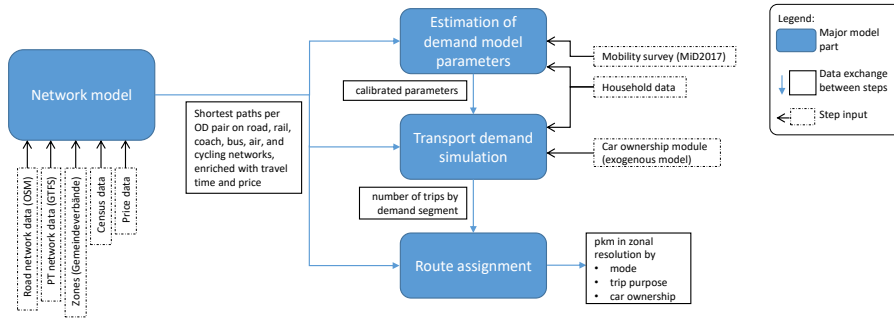 Network model
Road network data (OSM)
PT network data (GTFS)
Zones (Gemeindeverbände)
Census data
Price data
Shortest paths per
OD pair on road, rail,
coach, bus, air, and
cycling networks,
enriched with travel
time and price
Estimation of
demand model
parameters
calibrated parameters
Transport demand
simulation
number of trips by
demand segment
Route assignment
Mobility survey (MiD2017)
Household data
Car ownership module
(exogenous model)
pkm in zonal
resolution by
• mode
• trip purpose
• car ownership
Legend:
Major model
part
Data exchange
between steps
Step input